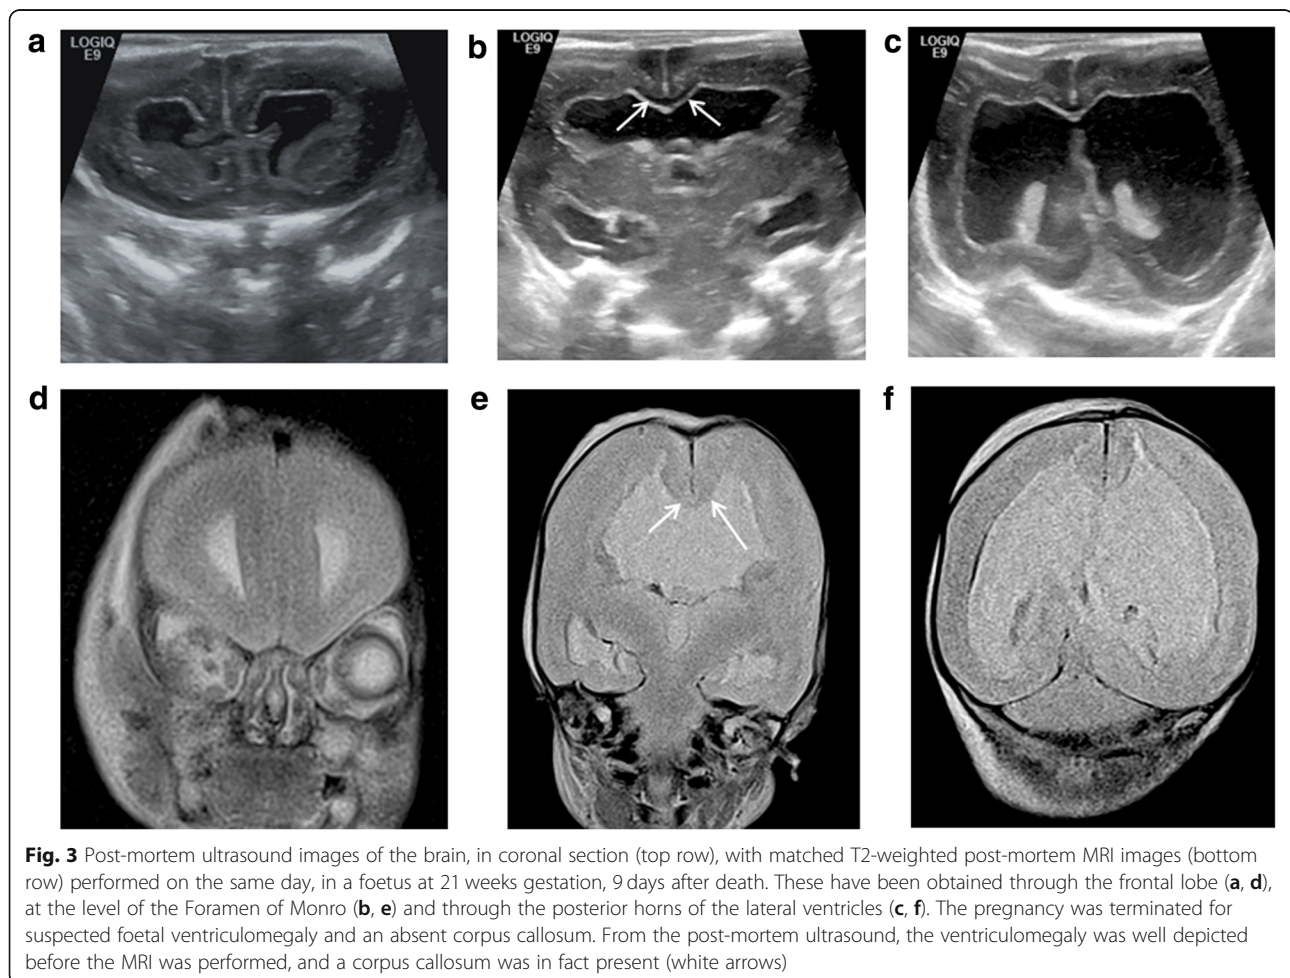 a
LOGIQ
E9
b
LOGIQ
E9
c
LOGIQ
E9
d
e
f
Fig. 3 Post-mortem ultrasound images of the brain, in coronal section (top row), with matched T2-weighted post-mortem MRI images (bottom
row) performed on the same day, in a foetus at 21 weeks gestation, 9 days after death. These have been obtained through the frontal lobe (a, d),
at the level of the Foramen of Monro (b, e) and through the posterior horns of the lateral ventricles (c, f). The pregnancy was terminated for
suspected foetal ventriculomegaly and an absent corpus callosum. From the post-mortem ultrasound, the ventriculomegaly was well depicted
before the MRI was performed, and a corpus callosum was in fact present (white arrows)